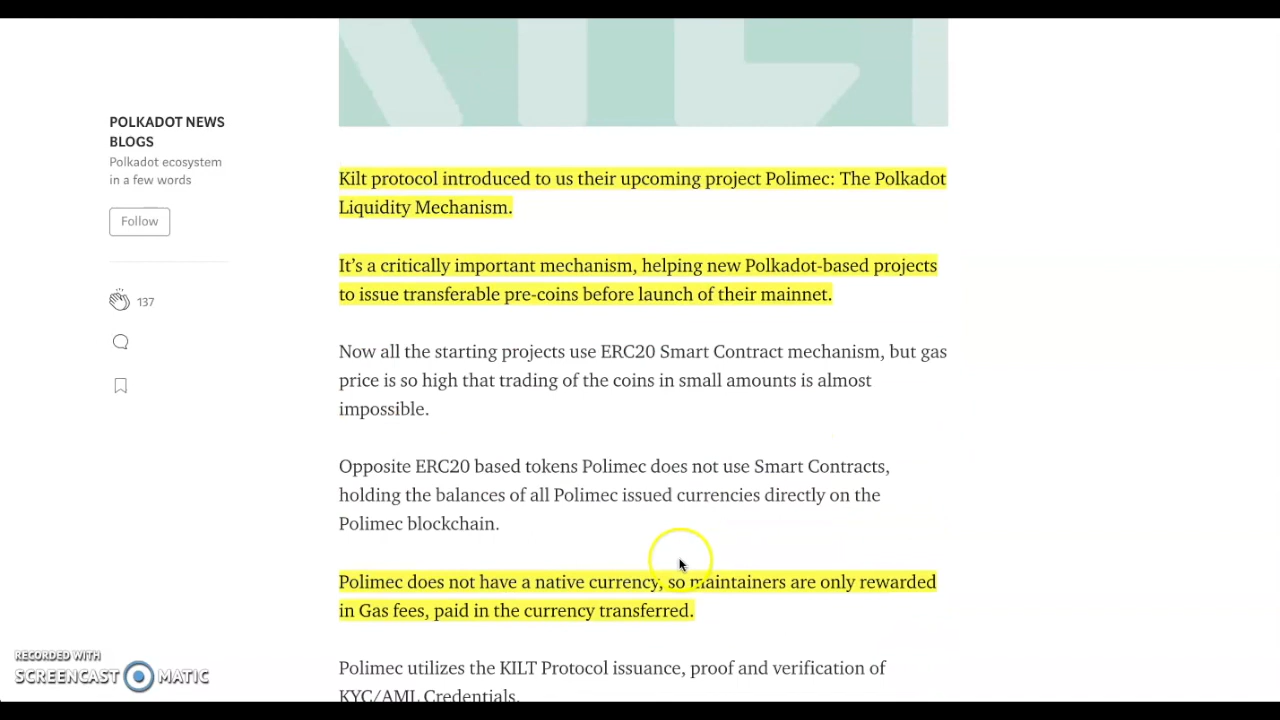 POLKADOT NEWS
BLOGS
Polkadot ecosystem
in a few words
Follow
137
Kilt protocol introduced to us their upcoming project Polimec: The Polkadot
Liquidity Mechanism.
It’s a critically important mechanism, helping new Polkadot-based projects
to issue transferable pre-coins before launch of their mainnet.
Now all the starting projects use ERC20 Smart Contract mechanism, but gas
price is so high that trading of the coins in small amounts is almost
impossible.
Opposite ERC20 based tokens Polimec does not use Smart Contracts,
holding the balances of all Polimec issued currencies directly on the
Polimec blockchain.
Polimec does not have a native currency, so maintainers are only rewarded
in Gas fees, paid in the currency transferred.
Polimec utilizes the KILT Protocol issuance, proof and verification of
KYC/AML Credentials.
RECORDED WITH
SCREENCAST MATIC